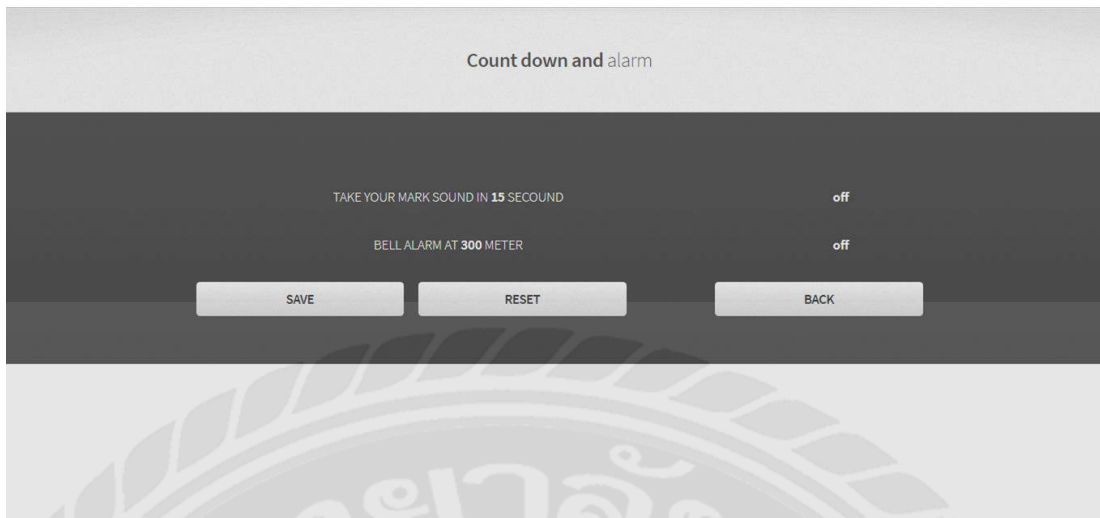 Count down and alarm
TAKE YOUR MARK SOUND IN 15 SECOUND off
BELL ALARM AT 300 METER off
SAVE RESET BACK